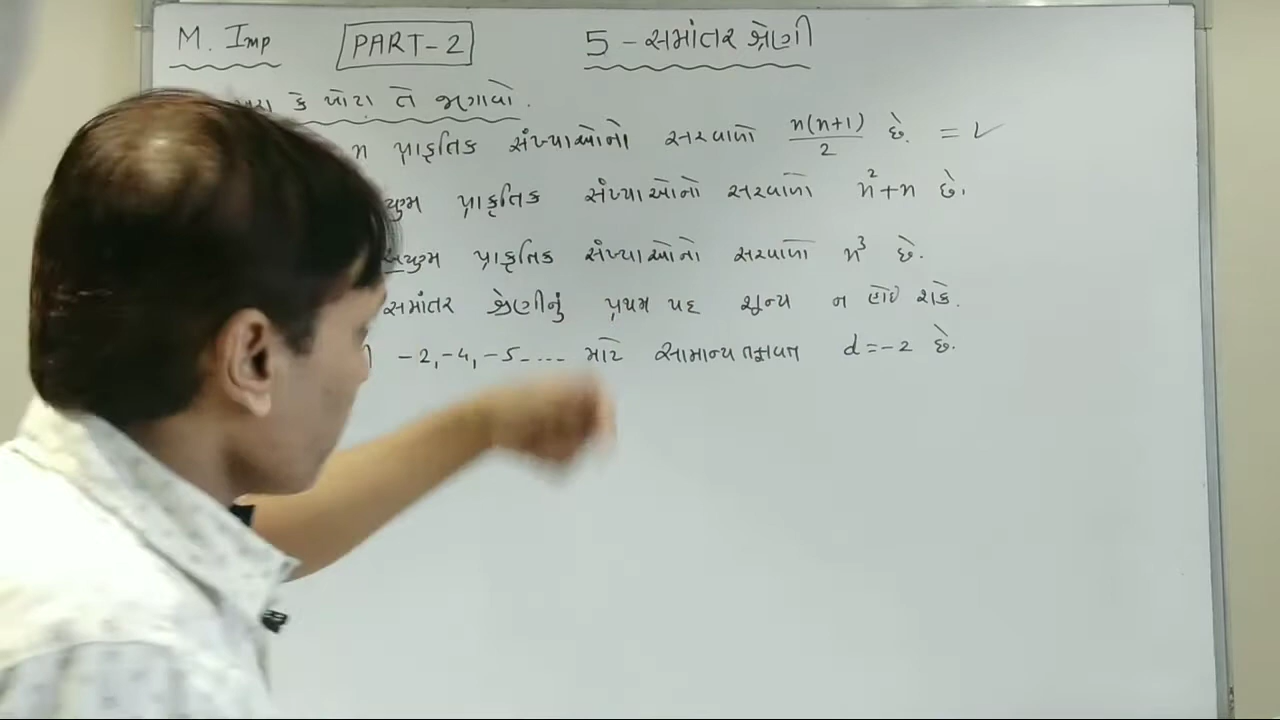 M. Imp PART-2 5 - સમાંતર શ્રેણી
કે ખોટા તે જણાવો.
n પ્રાકૃતિક સંખ્યાઓનો સરવાળો n(n+1)/2 છે. = ✓
યુગ્મ પ્રાકૃતિક સંખ્યાઓનો સરવાળો n²+n છે.
અયુગ્મ પ્રાકૃતિક સંખ્યાઓનો સરવાળો n³ છે.
સમાંતર શ્રેણીનું પ્રથમ પદ શૂન્ય ન હોઈ શકે.
-2,-4,-5.... માટે સામાન્ય તફાવત d=-2 છે.